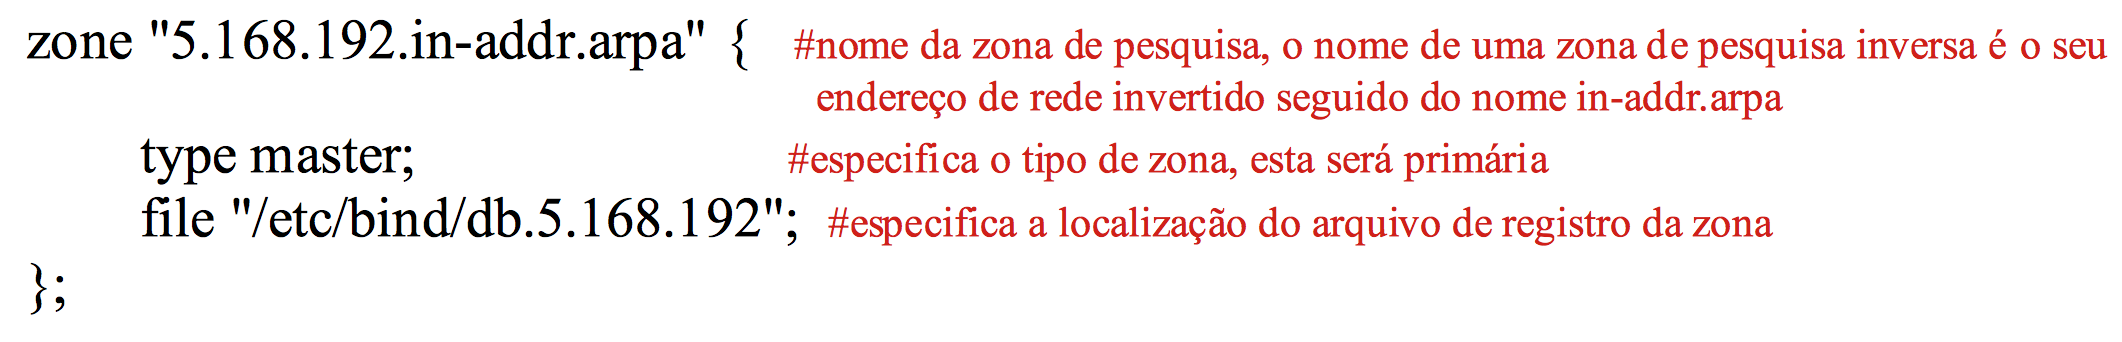 zone "5.168.192.in-addr.arpa" { #nome da zona de pesquisa, o nome de uma zona de pesquisa inversa é o seu
endereço de rede invertido seguido do nome in-addr.arpa
type master; #especifica o tipo de zona, esta será primária
file "/etc/bind/db.5.168.192"; #especifica a localização do arquivo de registro da zona
};